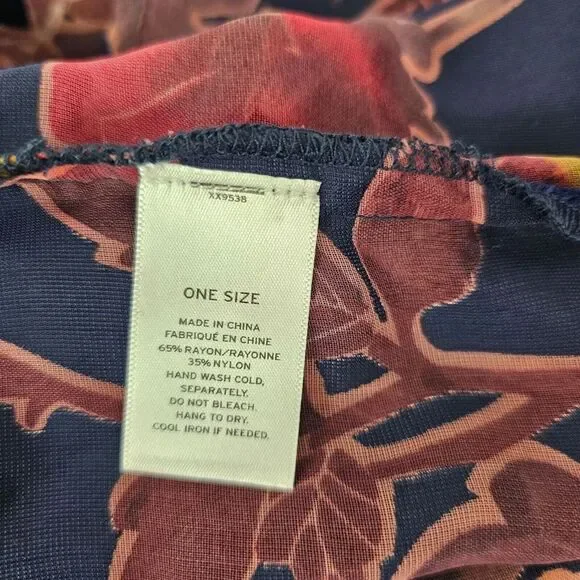 XX9538
ONE SIZE
MADE IN CHINA
FABRIQUÉ EN CHINE
65% RAYON/RAYONNE
35% NYLON
HAND WASH COLD,
SEPARATELY.
DO NOT BLEACH.
HANG TO DRY.
COOL IRON IF NEEDED.